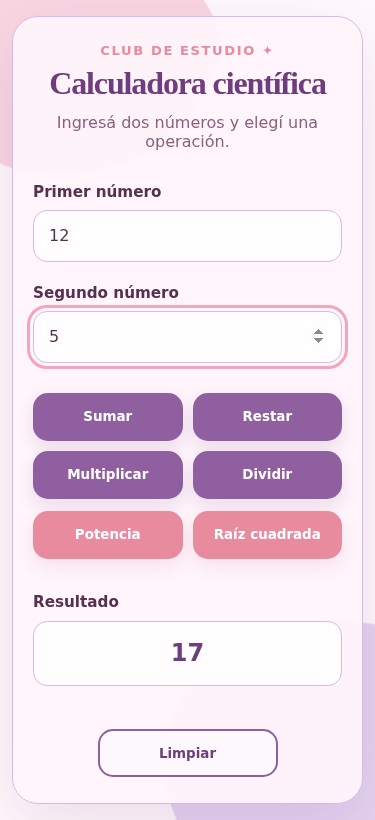 CLUB DE ESTUDIO ✦
Calculadora científica
Ingresá dos números y elegí una
operación.
Primer número
12
Segundo número
5
Sumar
Restar
Multiplicar
Dividir
Potencia
Raíz cuadrada
Resultado
17
Limpiar